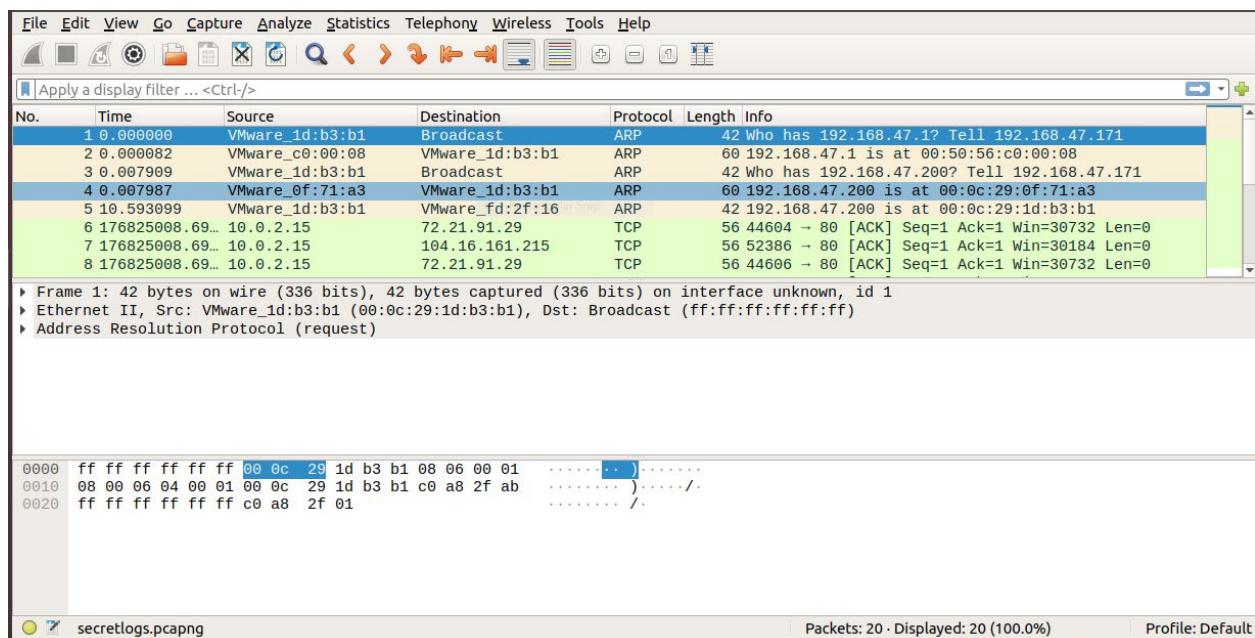 File Edit View Go Capture Analyze Statistics Telephony Wireless Tools Help
Apply a display filter … <Ctrl-/>
No. Time Source Destination Protocol Length Info
1 0.000000 VMware_1d:b3:b1 Broadcast ARP 42 Who has 192.168.47.1? Tell 192.168.47.171
2 0.000082 VMware_c0:00:08 VMware_1d:b3:b1 ARP 60 192.168.47.1 is at 00:50:56:c0:00:08
3 0.007909 VMware_1d:b3:b1 Broadcast ARP 42 Who has 192.168.47.200? Tell 192.168.47.171
4 0.007987 VMware_0f:71:a3 VMware_1d:b3:b1 ARP 60 192.168.47.200 is at 00:0c:29:0f:71:a3
5 10.593099 VMware_1d:b3:b1 VMware_fd:2f:16 ARP 42 192.168.47.200 is at 00:0c:29:1d:b3:b1
6 176825008.69… 10.0.2.15 72.21.91.29 TCP 56 44604 → 80 [ACK] Seq=1 Ack=1 Win=30732 Len=0
7 176825008.69… 10.0.2.15 104.16.161.215 TCP 56 52386 → 80 [ACK] Seq=1 Ack=1 Win=30184 Len=0
8 176825008.69… 10.0.2.15 72.21.91.29 TCP 56 44606 → 80 [ACK] Seq=1 Ack=1 Win=30732 Len=0
Frame 1: 42 bytes on wire (336 bits), 42 bytes captured (336 bits) on interface unknown, id 1
Ethernet II, Src: VMware_1d:b3:b1 (00:0c:29:1d:b3:b1), Dst: Broadcast (ff:ff:ff:ff:ff:ff)
Address Resolution Protocol (request)
0000 ff ff ff ff ff ff 00 0c 29 1d b3 b1 08 06 00 01 ········ )·······
0010 08 00 06 04 00 01 00 0c 29 1d b3 b1 c0 a8 2f ab ········ )·····/·
0020 ff ff ff ff ff ff c0 a8 2f 01 ········ /·
secretlogs.pcapng Packets: 20 · Displayed: 20 (100.0%) Profile: Default